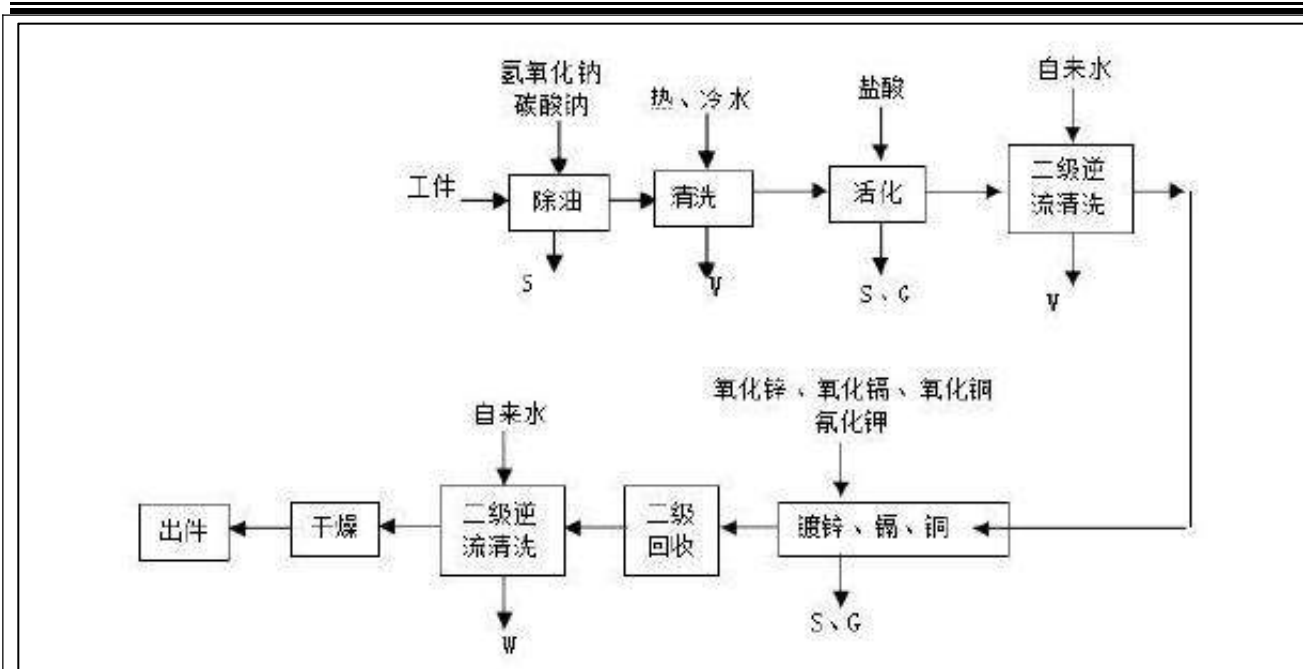 氢氧化钠
碳酸钠
热、冷水
盐酸
自来水
工件
除油
清洗
活化
二级逆
流清洗
S
W
S、G
W
氧化锌、氧化镉、氧化铜
氰化钾
自来水
出件
干燥
二级逆
流清洗
二级
回收
镀锌、镉、铜
W
S、G